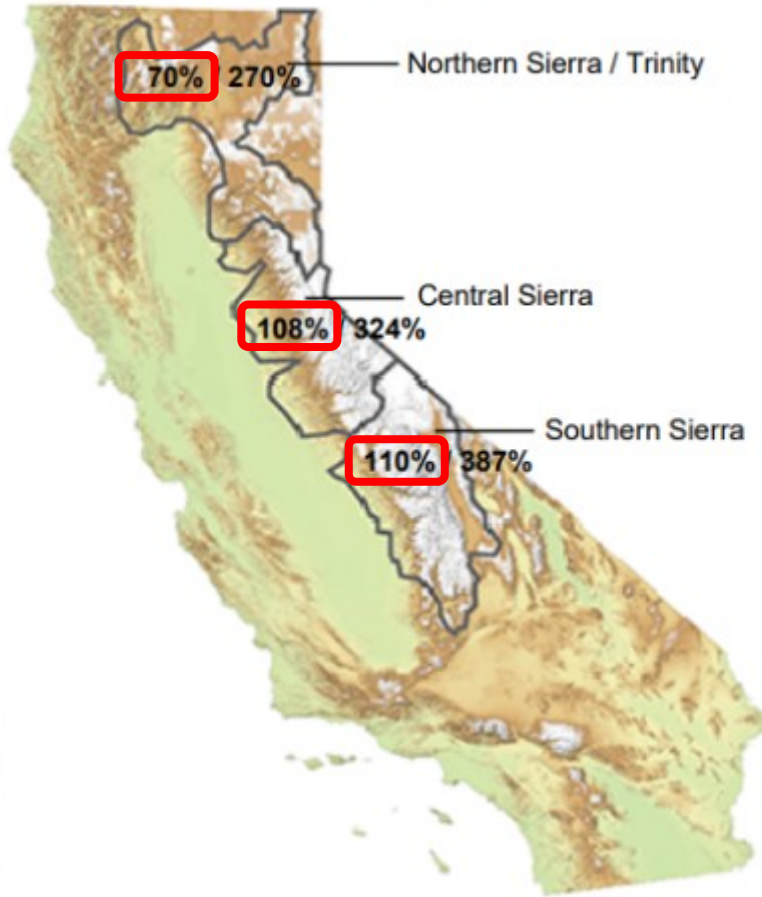 Northern Sierra / Trinity
70% / 270%
Central Sierra
108% / 324%
Southern Sierra
110% / 387%